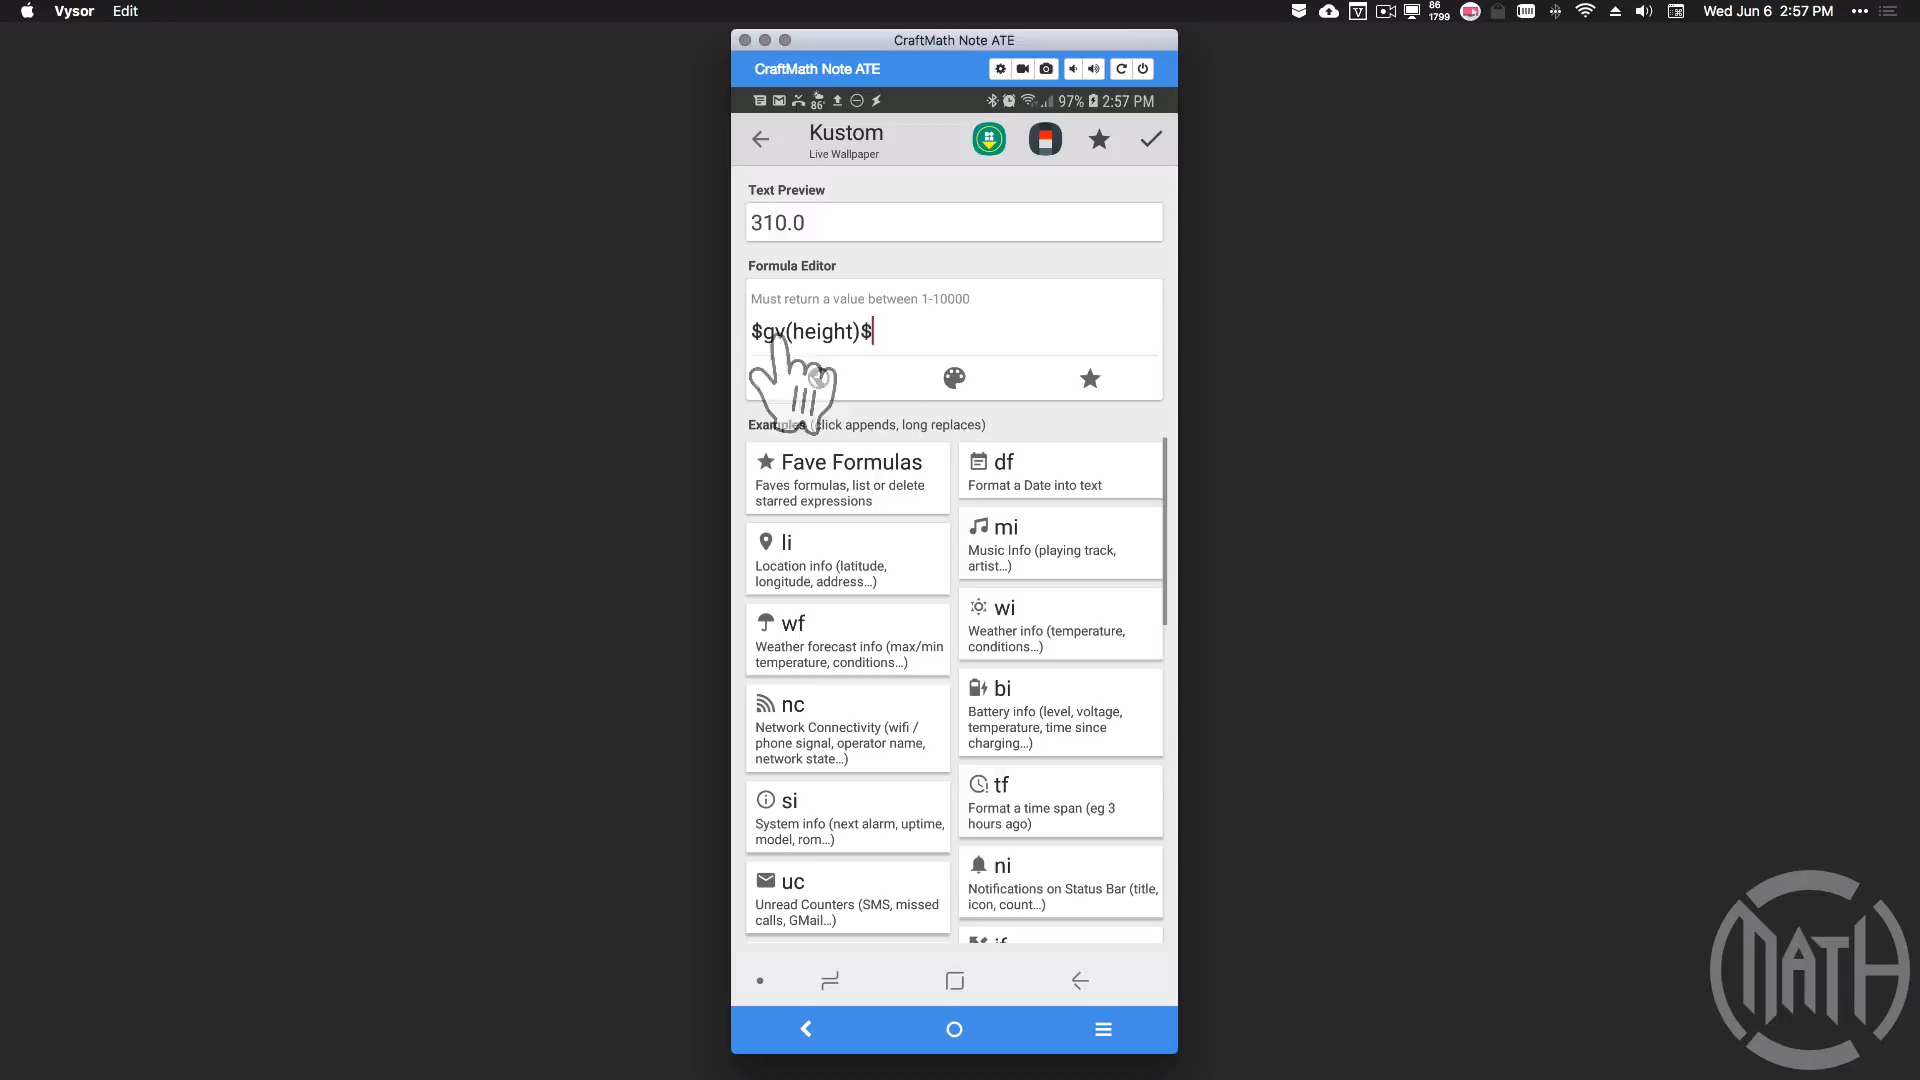 Vysor Edit
86
1799
Wed Jun 6 2:57 PM
CraftMath Note ATE
CraftMath Note ATE
86°
97% 2:57 PM
Kustom
Live Wallpaper
Text Preview
310.0
Formula Editor
Must return a value between 1-10000
$gv(height)$
Examples (click appends, long replaces)
Fave Formulas
Faves formulas, list or delete
starred expressions
df
Format a Date into text
li
Location info (latitude,
longitude, address...)
mi
Music Info (playing track,
artist...)
wf
Weather forecast info (max/min
temperature, conditions...)
wi
Weather info (temperature,
conditions...)
nc
Network Connectivity (wifi /
phone signal, operator name,
network state...)
bi
Battery info (level, voltage,
temperature, time since
charging...)
si
System info (next alarm, uptime,
model, rom...)
tf
Format a time span (eg 3
hours ago)
uc
Unread Counters (SMS, missed
calls, GMail...)
ni
Notifications on Status Bar (title,
icon, count...)
MATH